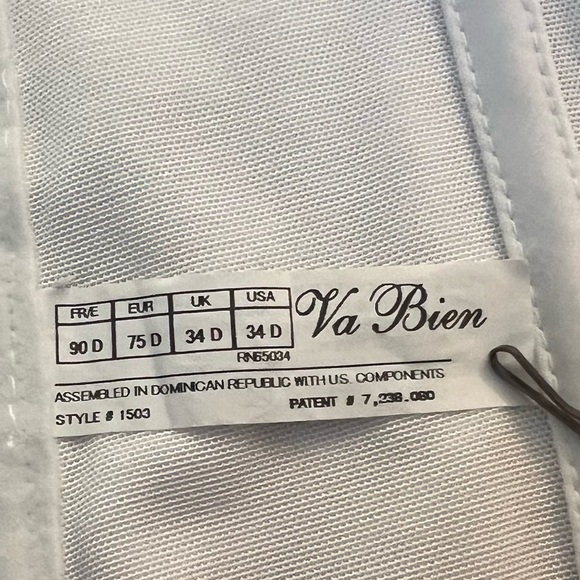 FR/E EUR UK USA
90 D 75 D 34 D 34 D
Va Bien
RN65034
ASSEMBLED IN DOMINICAN REPUBLIC WITH U.S. COMPONENTS
STYLE # 1503
PATENT # 7,238,080